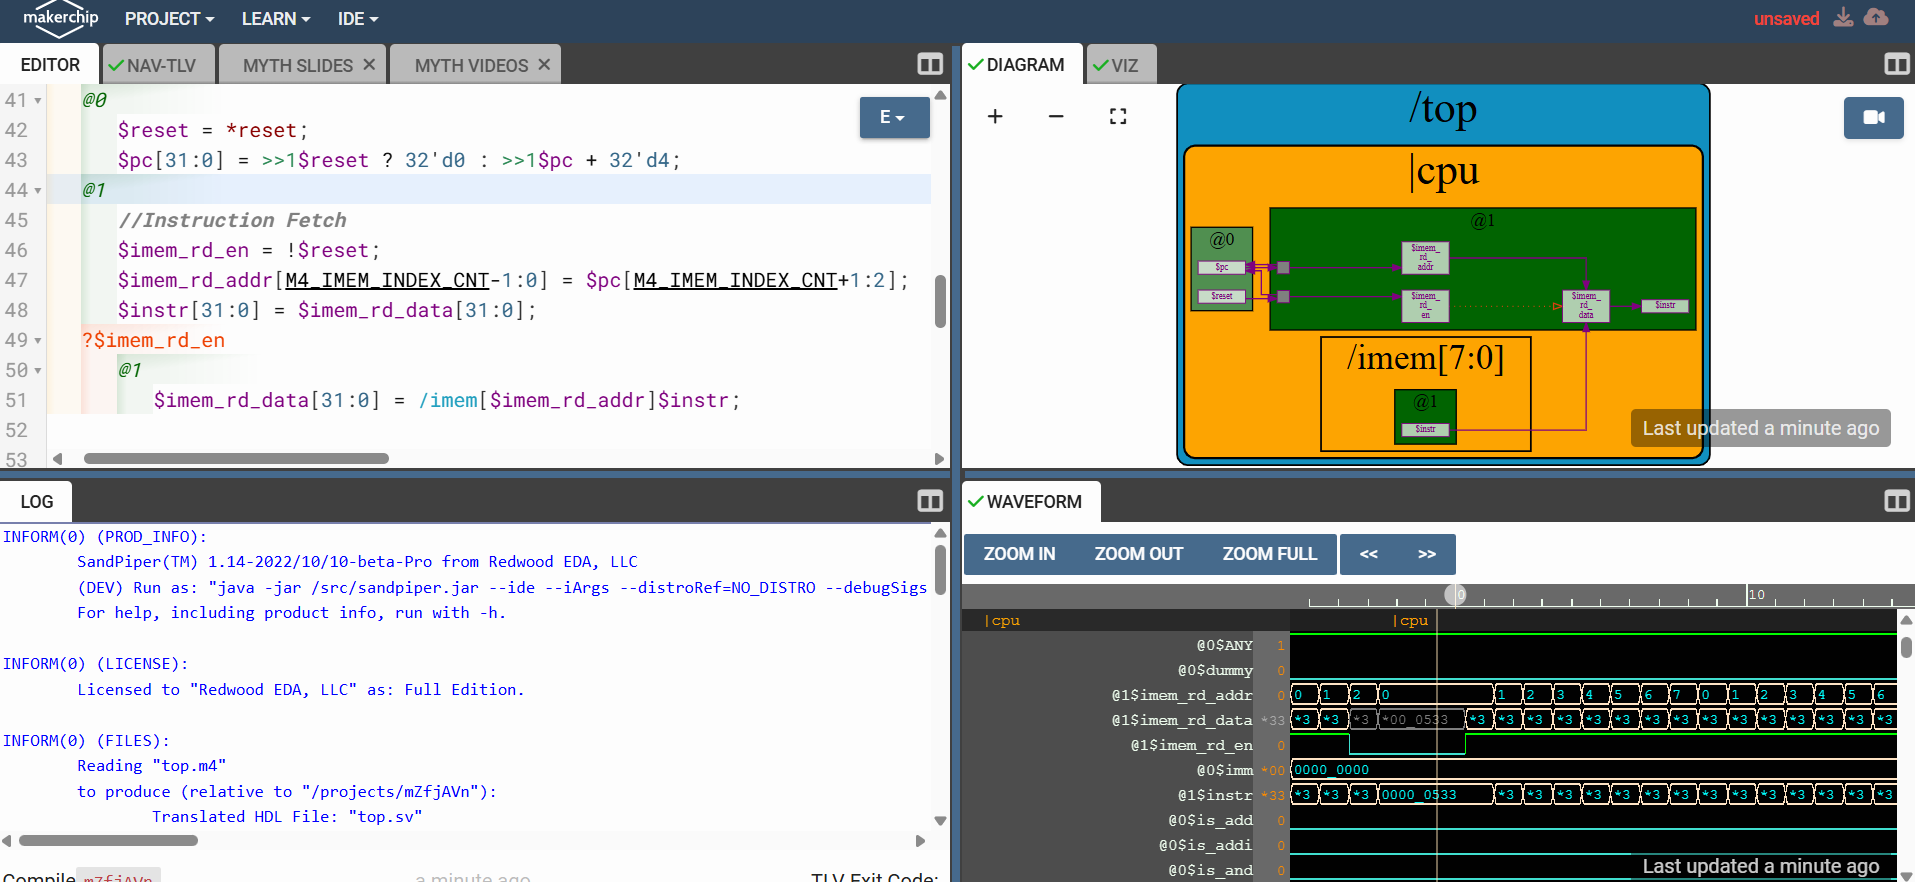 makerchip PROJECT LEARN IDE unsaved
EDITOR NAV-TLV MYTH SLIDES MYTH VIDEOS
41 @0
42 $reset = *reset;
43 $pc[31:0] = >>1$reset ? 32'd0 : >>1$pc + 32'd4;
44 @1
45 //Instruction Fetch
46 $imem_rd_en = !$reset;
47 $imem_rd_addr[M4_IMEM_INDEX_CNT-1:0] = $pc[M4_IMEM_INDEX_CNT+1:2];
48 $instr[31:0] = $imem_rd_data[31:0];
49 ?$imem_rd_en
50 @1
51 $imem_rd_data[31:0] = /imem[$imem_rd_addr]$instr;
52
53
E
LOG
INFORM(0) (PROD_INFO):
SandPiper(TM) 1.14-2022/10/10-beta-Pro from Redwood EDA, LLC
(DEV) Run as: "java -jar /src/sandpiper.jar --ide --iArgs --distroRef=NO_DISTRO --debugSigs
For help, including product info, run with -h.
INFORM(0) (LICENSE):
Licensed to "Redwood EDA, LLC" as: Full Edition.
INFORM(0) (FILES):
Reading "top.m4"
to produce (relative to "/projects/mZfjAVn"):
Translated HDL File: "top.sv"
Compile mZfjAVn a minute ago TLV Exit Code:
DIAGRAM VIZ
+ −
/top
|cpu
@0
$pc
$reset
@1
$imem_
rd_
addr
$imem_
rd_
en
$imem_
rd_
data
$instr
/imem[7:0]
@1
$instr
Last updated a minute ago
WAVEFORM
ZOOM IN ZOOM OUT ZOOM FULL << >>
0 10
|cpu |cpu
@0$ANY 1
@0$dummy 0
@1$imem_rd_addr 0 0 1 2 0 1 2 3 4 5 6 7 0 1 2 3 4 5 6
@1$imem_rd_data *33 *3 *3 *3 *00_0533 *3 *3 *3 *3 *3 *3 *3 *3 *3 *3 *3 *3 *3 *3 *3
@1$imem_rd_en 0
@0$imm *00 0000_0000
@1$instr *33 *3 *3 *3 0000_0533 *3 *3 *3 *3 *3 *3 *3 *3 *3 *3 *3 *3 *3 *3
@0$is_add 0
@0$is_addi 0
@0$is_and 0
Last updated a minute ago